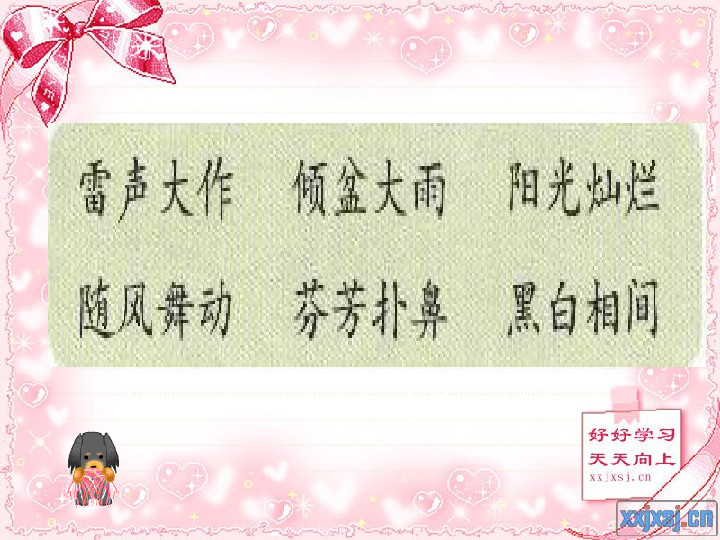 雷声大作 倾盆大雨 阳光灿烂
随风舞动 芬芳扑鼻 黑白相间
好好学习
天天向上
xxjxsj.cn
xxjxsj.cn